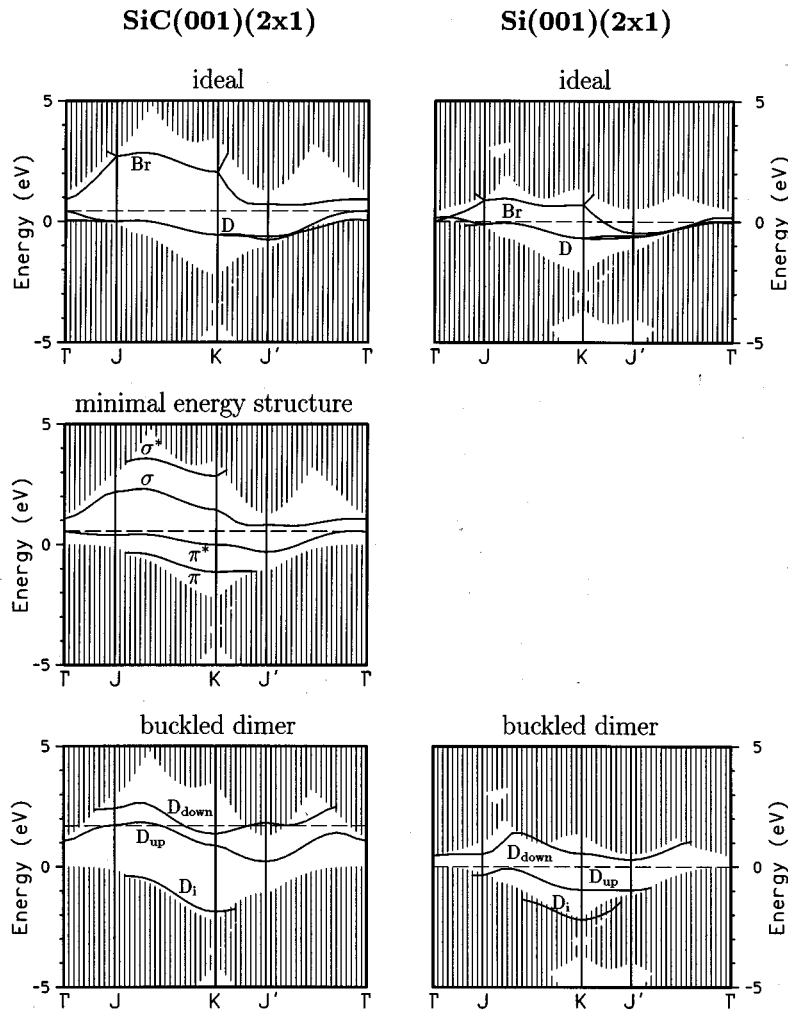 SiC(001)(2x1)
Si(001)(2x1)
ideal
ideal
5
0
-5
Energy (eV)
Br
D
Γ J K J' Γ
5
0
-5
Energy (eV)
Br
D
Γ J K J' Γ
minimal energy structure
5
0
-5
Energy (eV)
σ*
σ
π*
π
Γ J K J' Γ
buckled dimer
buckled dimer
5
0
-5
Energy (eV)
D_down
D_up
D_i
Γ J K J' Γ
5
0
-5
Energy (eV)
D_down
D_up
D_i
Γ J K J' Γ